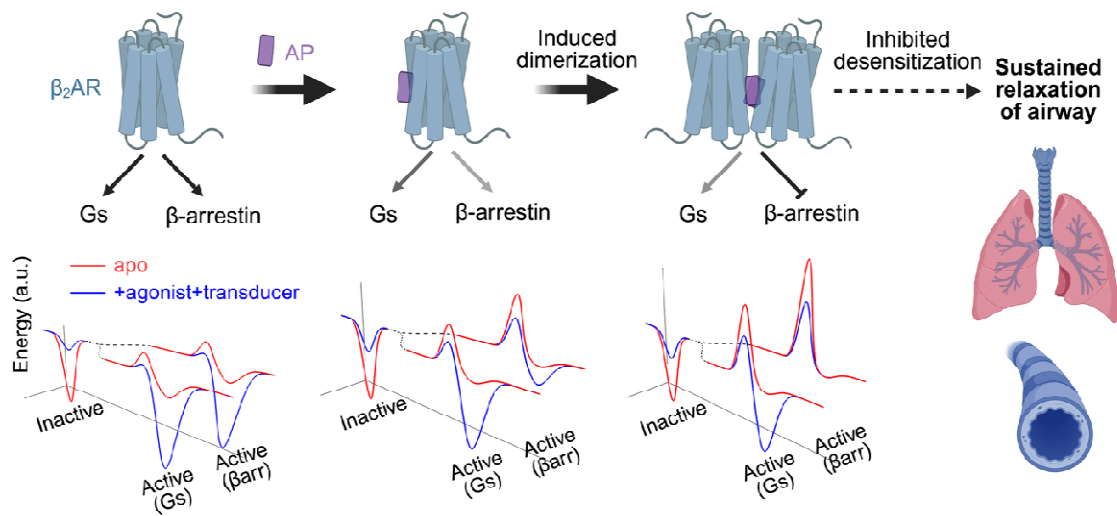 β₂AR
AP
Induced
dimerization
Inhibited
desensitization
Sustained
relaxation
of airway
Gs
β-arrestin
Gs
β-arrestin
Gs
β-arrestin
Energy (a.u.)
apo
+agonist+transducer
Inactive
Active
(Gs)
Active
(βarr)
Inactive
Active
(Gs)
Active
(βarr)
Inactive
Active
(Gs)
Active
(βarr)